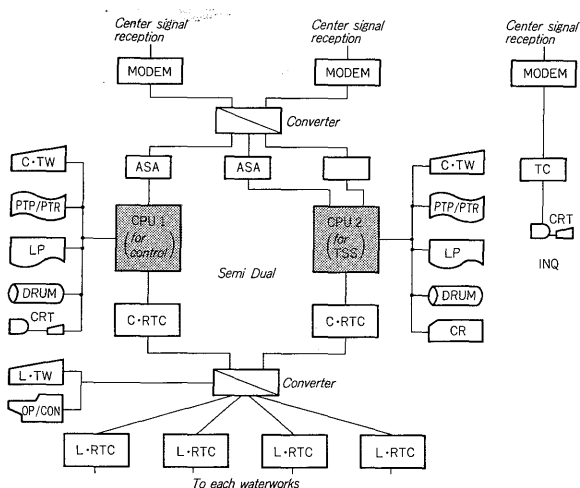 Center signal
reception
Center signal
reception
Center signal
reception
MODEM
MODEM
MODEM
Converter
C·TW
ASA
ASA
C·TW
TC
PTP/PTR
CPU 1
(for
control)
CPU 2
(for
TSS)
PTP/PTR
CRT
LP
LP
INQ
Semi Dual
DRUM
DRUM
CRT
C·RTC
C·RTC
CR
L·TW
Converter
OP/CON
L·RTC
L·RTC
L·RTC
L·RTC
To each waterworks